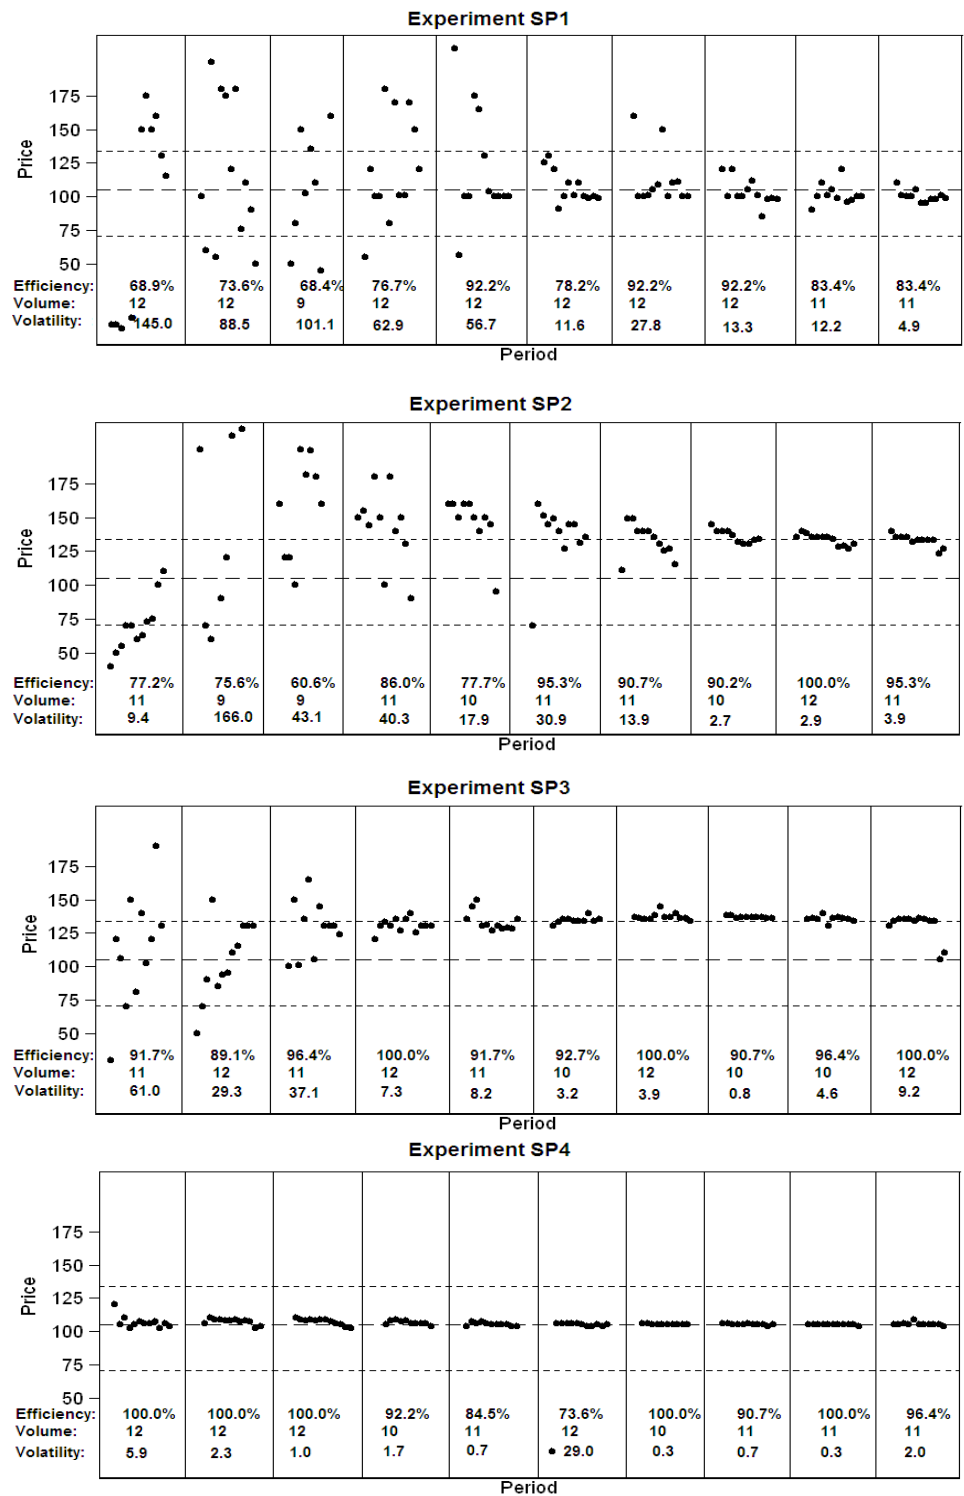 Experiment SP1
Price
175
150
125
100
75
50
Efficiency: 68.9% 73.6% 68.4% 76.7% 92.2% 78.2% 92.2% 92.2% 83.4% 83.4%
Volume: 12 12 9 12 12 12 12 12 11 11
Volatility: 145.0 88.5 101.1 62.9 56.7 11.6 27.8 13.3 12.2 4.9
Period
Experiment SP2
Price
175
150
125
100
75
50
Efficiency: 77.2% 75.6% 60.6% 86.0% 77.7% 95.3% 90.7% 90.2% 100.0% 95.3%
Volume: 11 9 9 11 10 11 11 10 12 11
Volatility: 9.4 166.0 43.1 40.3 17.9 30.9 13.9 2.7 2.9 3.9
Period
Experiment SP3
Price
175
150
125
100
75
50
Efficiency: 91.7% 89.1% 96.4% 100.0% 91.7% 92.7% 100.0% 90.7% 96.4% 100.0%
Volume: 11 12 11 12 11 10 12 10 10 12
Volatility: 61.0 29.3 37.1 7.3 8.2 3.2 3.9 0.8 4.6 9.2
Period
Experiment SP4
Price
175
150
125
100
75
50
Efficiency: 100.0% 100.0% 100.0% 92.2% 84.5% 73.6% 100.0% 90.7% 100.0% 96.4%
Volume: 12 12 12 10 11 12 10 11 11 11
Volatility: 5.9 2.3 1.0 1.7 0.7 29.0 0.3 0.7 0.3 2.0
Period